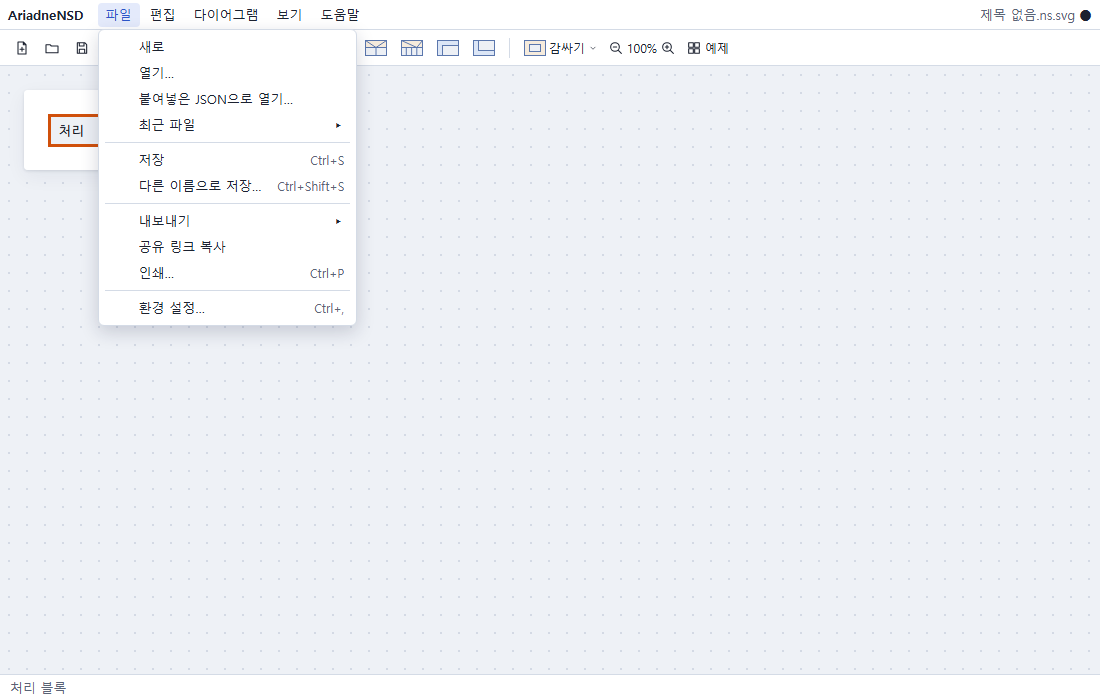 AriadneNSD 파일 편집 다이어그램 보기 도움말 제목 없음.ns.svg
감싸기 100% 예제
새로
열기...
붙여넣은 JSON으로 열기...
최근 파일
저장 Ctrl+S
다른 이름으로 저장... Ctrl+Shift+S
내보내기
공유 링크 복사
인쇄... Ctrl+P
환경 설정... Ctrl+,
처리
처리 블록